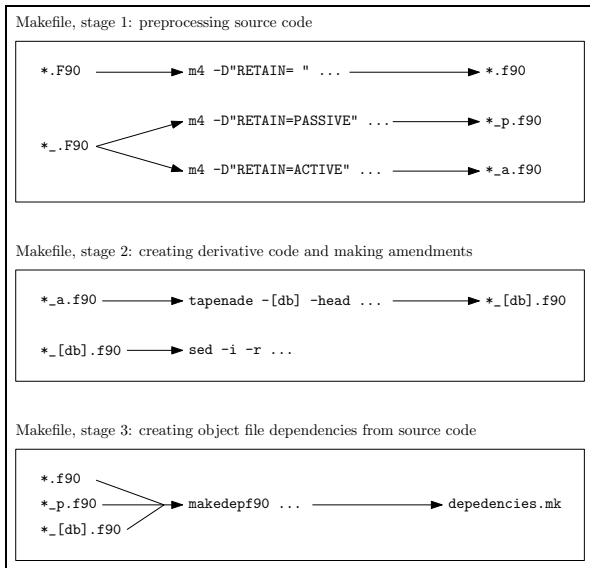 Makefile, stage 1: preprocessing source code
*.F90 m4 -D"RETAIN= " ... *.f90
m4 -D"RETAIN=PASSIVE" ... *_p.f90
*_.F90
m4 -D"RETAIN=ACTIVE" ... *_a.f90
Makefile, stage 2: creating derivative code and making amendments
*_a.f90 tapenade -[db] -head ... *_[db].f90
*_[db].f90 sed -i -r ...
Makefile, stage 3: creating object file dependencies from source code
*.f90
*_p.f90 makedepf90 ... depedencies.mk
*_[db].f90